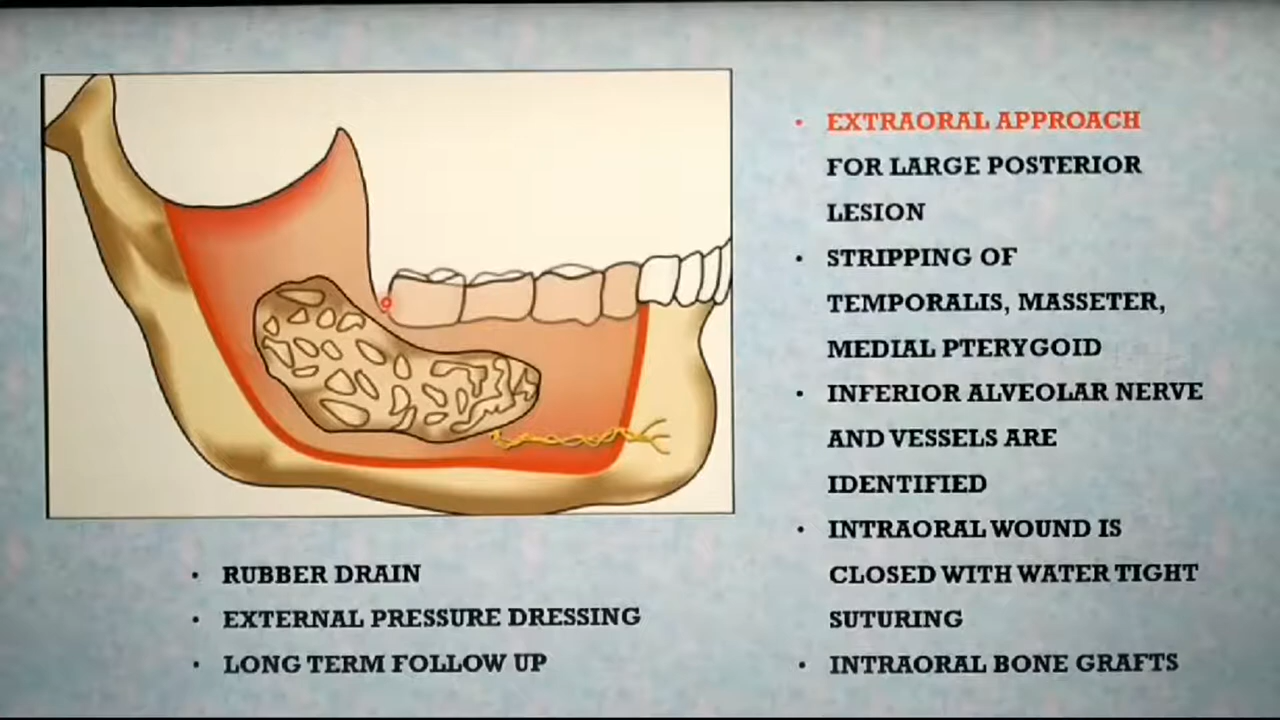 • EXTRAORAL APPROACH
FOR LARGE POSTERIOR
LESION
• STRIPPING OF
TEMPORALIS, MASSETER,
MEDIAL PTERYGOID
• INFERIOR ALVEOLAR NERVE
AND VESSELS ARE
IDENTIFIED
• INTRAORAL WOUND IS
CLOSED WITH WATER TIGHT
SUTURING
• INTRAORAL BONE GRAFTS
• RUBBER DRAIN
• EXTERNAL PRESSURE DRESSING
• LONG TERM FOLLOW UP